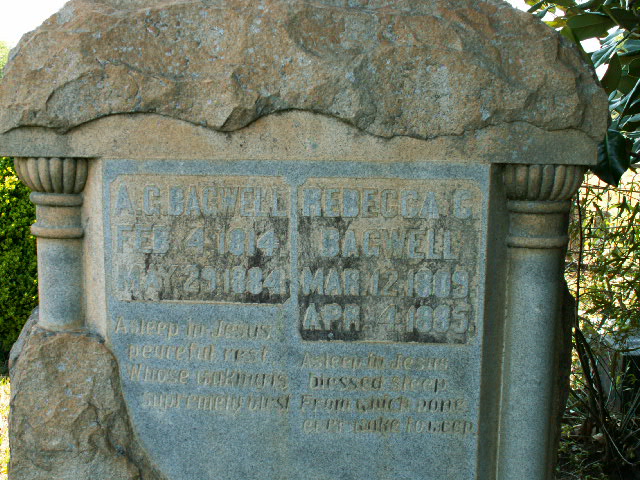 A.C. BAGWELL
FEB. 4. 1814.
MAY 29. 1884.
Asleep in Jesus,
peaceful rest
Whose waking is
Supremely blest
REBECCA C.
BAGWELL
MAR. 12, 1809.
APR. 4. 1895.
Asleep in Jesus
blessed sleep
From which none
ever wake to weep